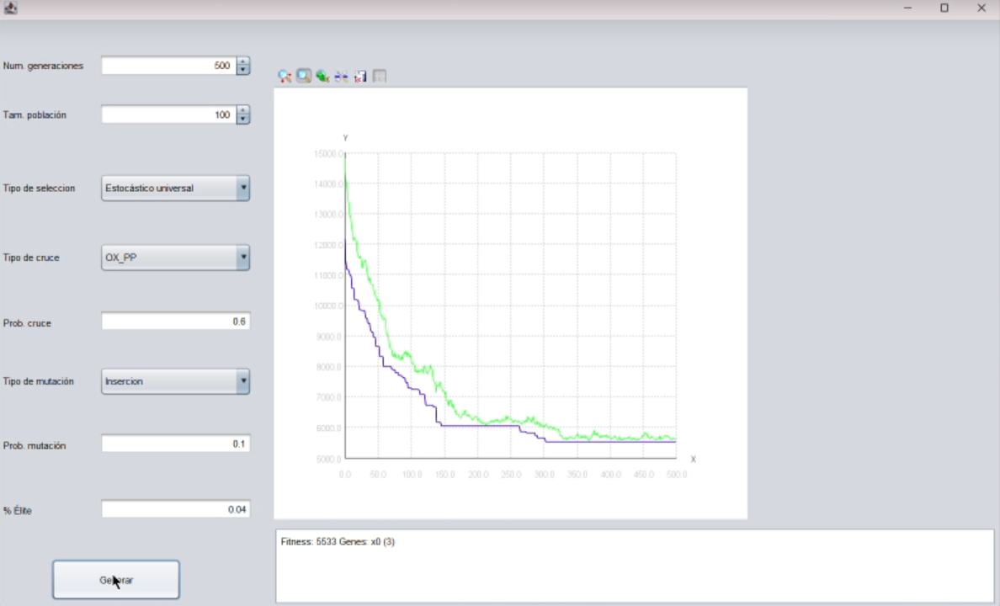 Num. generaciones
500
Tam. población
100
Tipo de seleccion
Estocástico universal
Tipo de cruce
OX_PP
Prob. cruce
0.6
Tipo de mutación
Insercion
Prob. mutación
0.1
% Élite
0.04
Generar
Y
15000.0
14000.0
13000.0
12000.0
11000.0
10000.0
9000.0
8000.0
7000.0
6000.0
5000.0
X
0.0 50.0 100.0 150.0 200.0 250.0 300.0 350.0 400.0 450.0 500.0
Fitness: 5533 Genes: x0 (3)